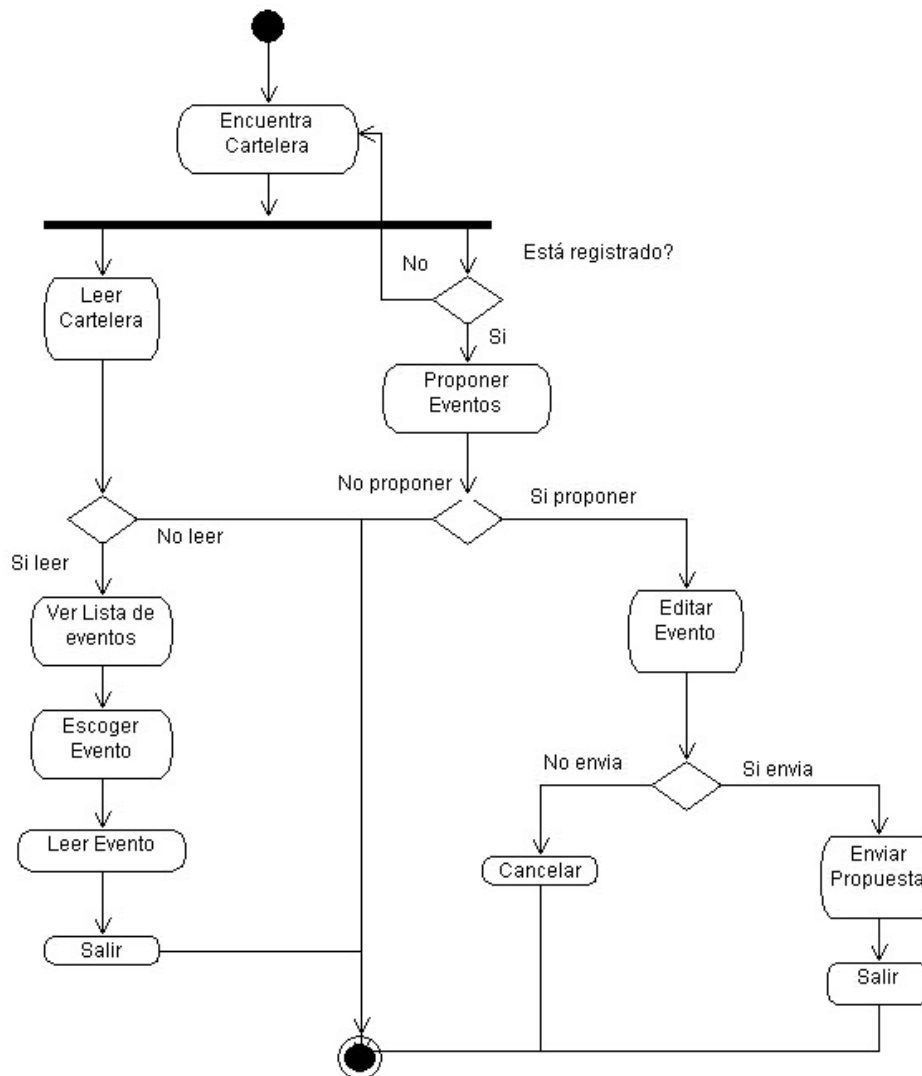 Encuentra
Cartelera
Está registrado?
No
Leer
Cartelera
Si
Proponer
Eventos
No proponer
Si proponer
No leer
Si leer
Ver Lista de
eventos
Editar
Evento
Escoger
Evento
No envia
Si envia
Leer Evento
Cancelar
Enviar
Propuesta
Salir
Salir